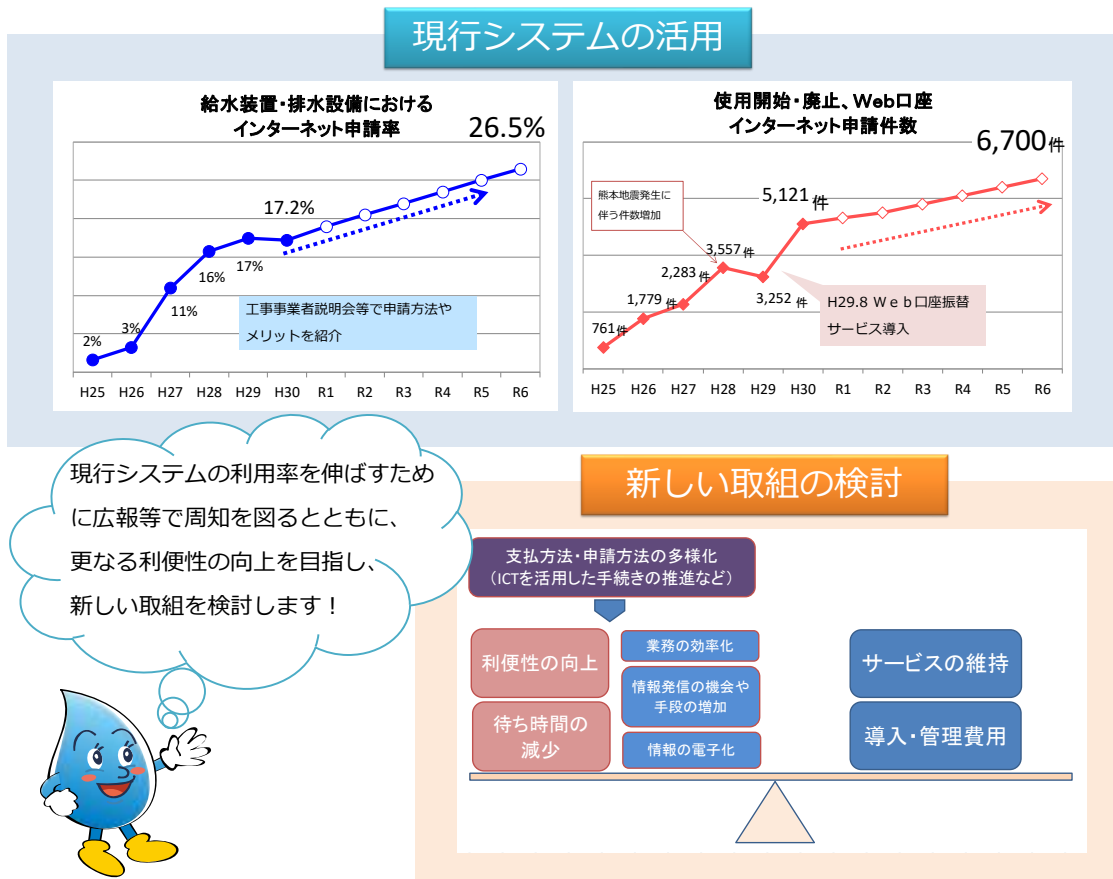 現行システムの活用
給水装置・排水設備における
インターネット申請率
26.5%
17.2%
17%
16%
11%
3%
2%
工事事業者説明会等で申請方法や
メリットを紹介
H25 H26 H27 H28 H29 H30 R1 R2 R3 R4 R5 R6
使用開始・廃止、Web口座
インターネット申請件数
6,700件
熊本地震発生に
伴う件数増加
5,121件
3,557件
2,283件
3,252件
1,779件
761件
H29.8 Ｗｅｂ口座振替
サービス導入
H25 H26 H27 H28 H29 H30 R1 R2 R3 R4 R5 R6
現行システムの利用率を伸ばすため
に広報等で周知を図るとともに、
更なる利便性の向上を目指し、
新しい取組を検討します！
新しい取組の検討
支払方法・申請方法の多様化
（ICTを活用した手続きの推進など）
利便性の向上
待ち時間の
減少
業務の効率化
情報発信の機会や
手段の増加
情報の電子化
サービスの維持
導入・管理費用